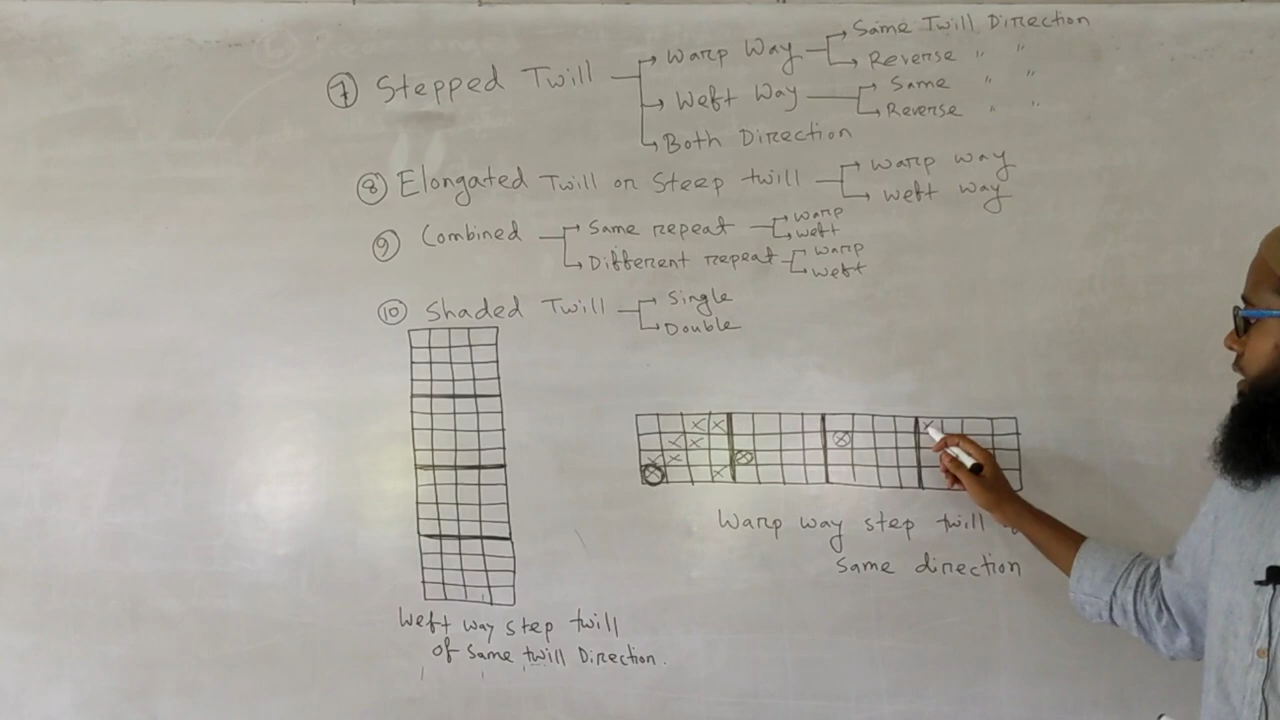 ⑦ Stepped Twill
Warp Way
Same Twill Direction
Reverse " "
Weft Way
Same " "
Reverse " "
Both Direction
⑧ Elongated Twill or Steep twill
Warp way
weft way
⑨ Combined
Same repeat
warp
weft
Different repeat
warp
weft
⑩ Shaded Twill
Single
Double
Warp way step twill
same direction
Weft way step twill
of same twill Direction.